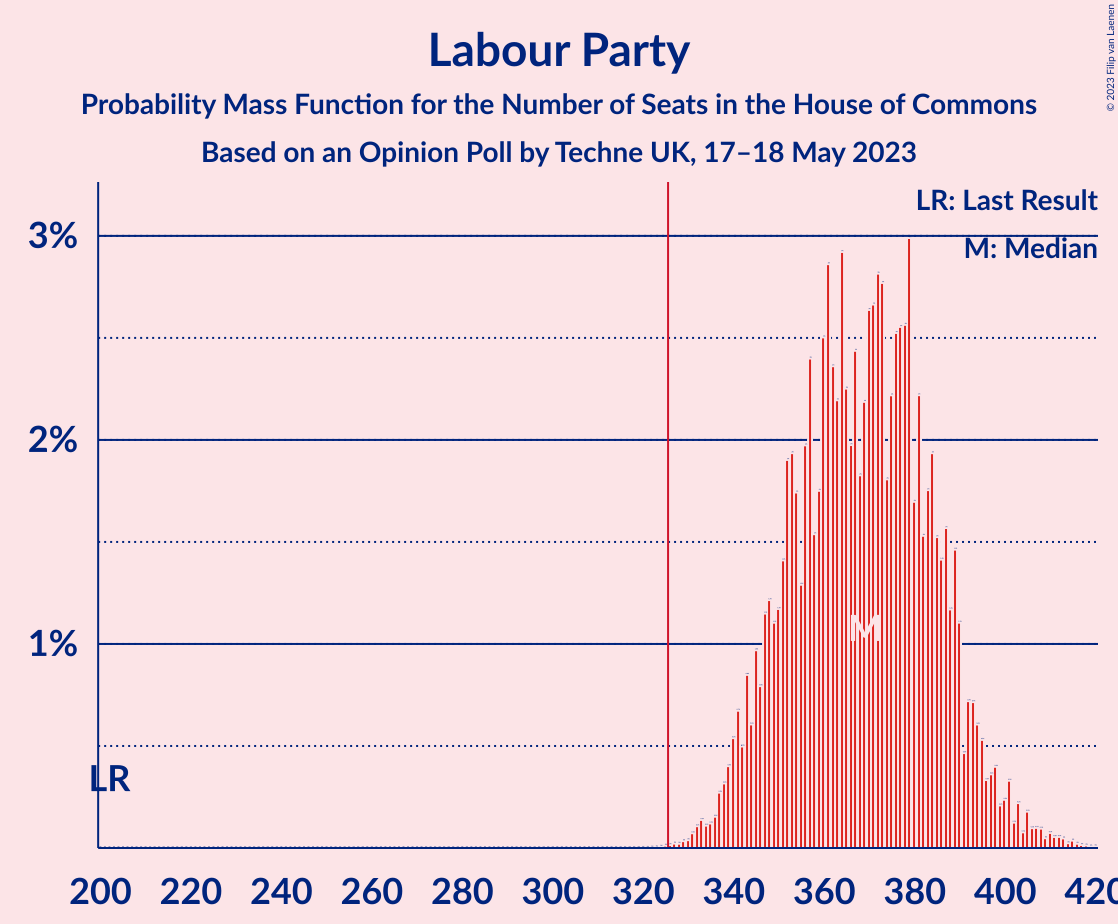 Labour Party
Probability Mass Function for the Number of Seats in the House of Commons
Based on an Opinion Poll by Techne UK, 17–18 May 2023
© 2023 Filip van Laenen
LR: Last Result
M: Median
3%
2%
1%
M
LR
200 220 240 260 280 300 320 340 360 380 400 420